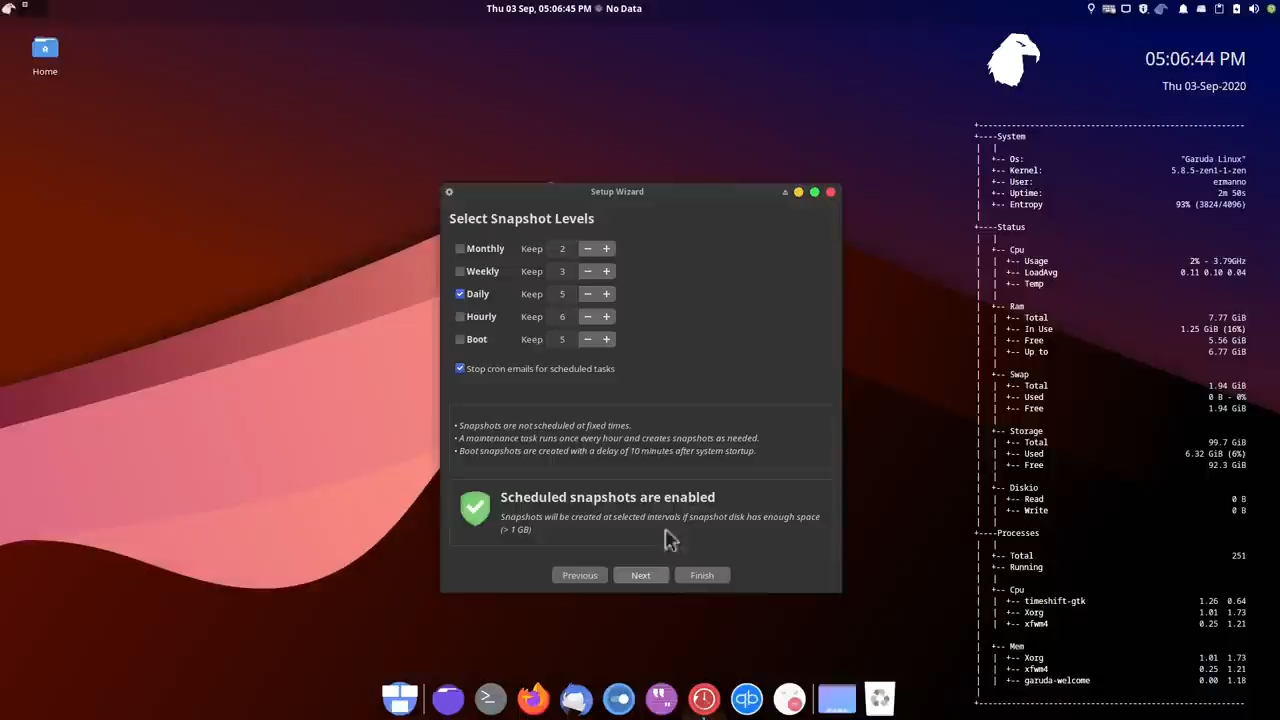 Thu 03 Sep, 05:06:45 PM No Data
Home
05:06:44 PM
Thu 03-Sep-2020
Setup Wizard
Select Snapshot Levels
Monthly Keep 2 − +
Weekly Keep 3 − +
Daily Keep 5 − +
Hourly Keep 6 − +
Boot Keep 5 − +
Stop cron emails for scheduled tasks
• Snapshots are not scheduled at fixed times.
• A maintenance task runs once every hour and creates snapshots as needed.
• Boot snapshots are created with a delay of 10 minutes after system startup.
Scheduled snapshots are enabled
Snapshots will be created at selected intervals if snapshot disk has enough space
(> 1 GB)
Previous Next Finish
+----System
+-- Os: "Garuda Linux"
+-- Kernel: 5.8.5-zen1-1-zen
+-- User: ermanno
+-- Uptime: 2m 50s
+-- Entropy 93% (3824/4096)
+----Status
+-- Cpu
+-- Usage 2% - 3.79GHz
+-- LoadAvg 0.11 0.10 0.04
+-- Temp
+-- Ram
+-- Total 7.77 GiB
+-- In Use 1.25 GiB (16%)
+-- Free 5.56 GiB
+-- Up to 6.77 GiB
+-- Swap
+-- Total 1.94 GiB
+-- Used 0 B - 0%
+-- Free 1.94 GiB
+-- Storage
+-- Total 99.7 GiB
+-- Used 6.32 GiB (6%)
+-- Free 92.3 GiB
+-- Diskio
+-- Read 0 B
+-- Write 0 B
+----Processes
+-- Total 251
+-- Running
+-- Cpu
+-- timeshift-gtk 1.26 0.64
+-- Xorg 1.01 1.73
+-- xfwm4 0.25 1.21
+-- Mem
+-- Xorg 1.01 1.73
+-- xfwm4 0.25 1.21
+-- garuda-welcome 0.00 1.18
qb